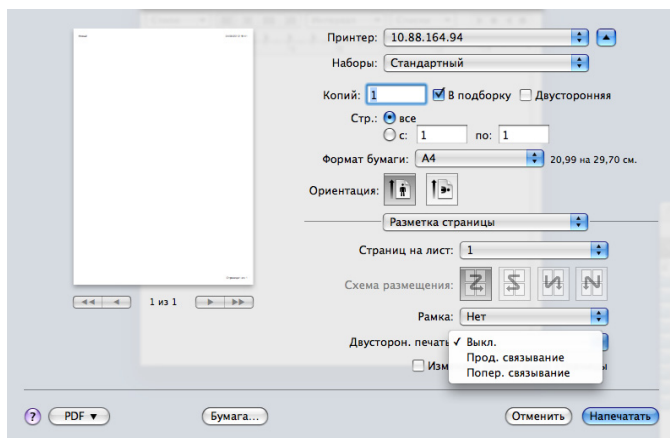 Принтер: 10.88.164.94
Наборы: Стандартный
Копий: 1 В подборку Двусторонняя
Стр.: все
с: 1 по: 1
Формат бумаги: A4 20,99 на 29,70 см.
Ориентация:
Разметка страницы
Страниц на лист: 1
Схема размещения:
1 из 1
Рамка: Нет
Двусторон. печать ✓ Выкл.
Прод. связывание
Попер. связывание
Изм
? PDF ▼ Бумага... Отменить Напечатать